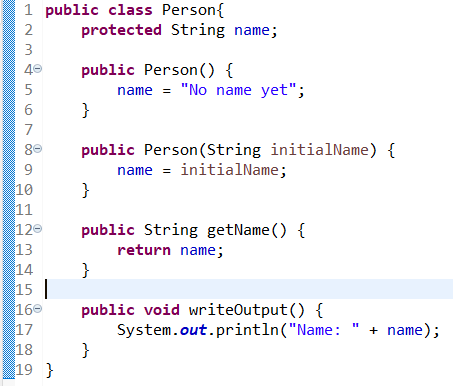 1 public class Person{
2     protected String name;
3
4     public Person() {
5         name = "No name yet";
6     }
7
8     public Person(String initialName) {
9         name = initialName;
10     }
11
12     public String getName() {
13         return name;
14     }
15
16     public void writeOutput() {
17         System.out.println("Name: " + name);
18     }
19 }